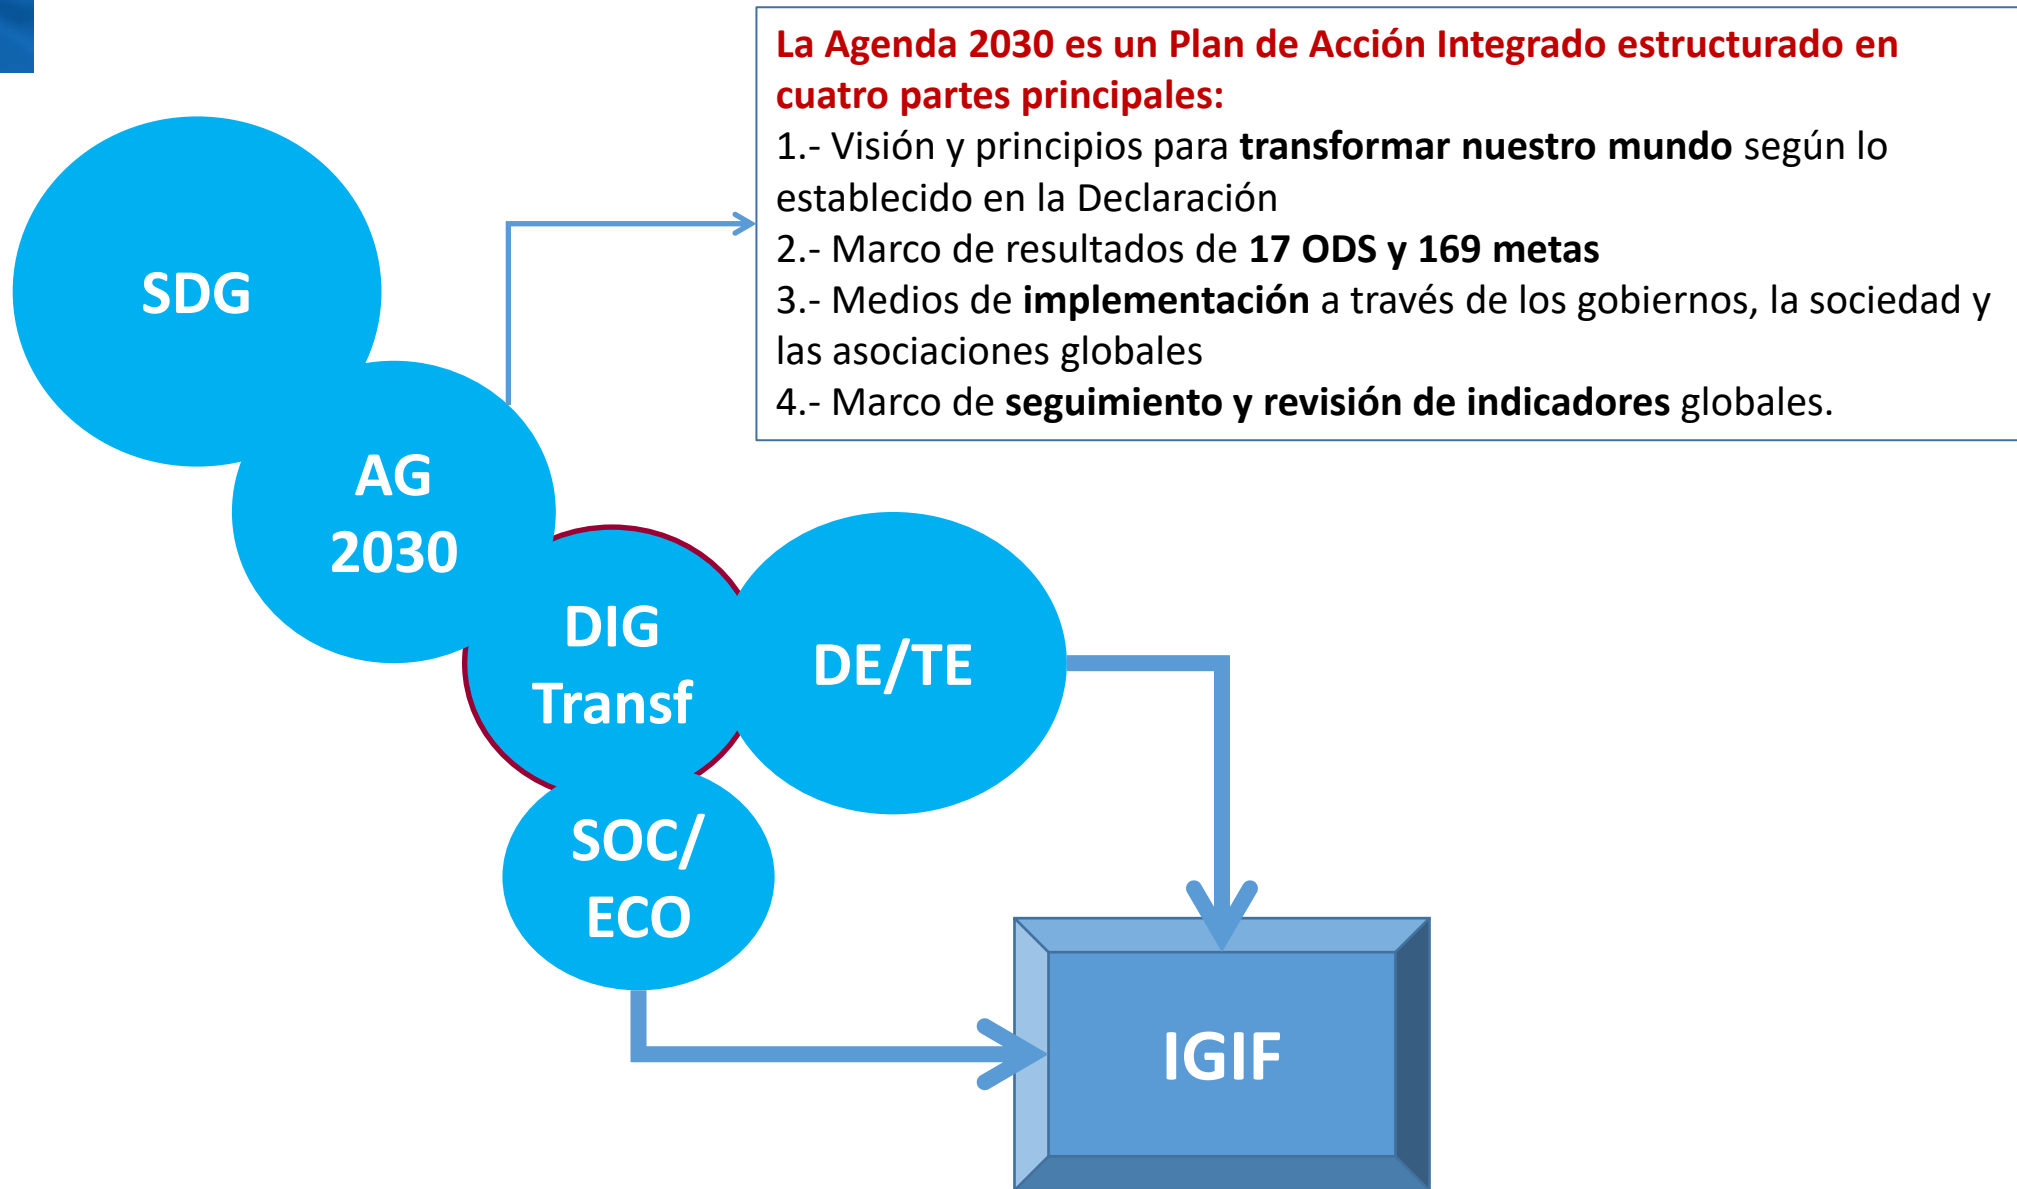 La Agenda 2030 es un Plan de Acción Integrado estructurado en
cuatro partes principales:
1.- Visión y principios para transformar nuestro mundo según lo
establecido en la Declaración
2.- Marco de resultados de 17 ODS y 169 metas
3.- Medios de implementación a través de los gobiernos, la sociedad y
las asociaciones globales
4.- Marco de seguimiento y revisión de indicadores globales.
SDG
AG
2030
DIG
Transf
DE/TE
SOC/
ECO
IGIF